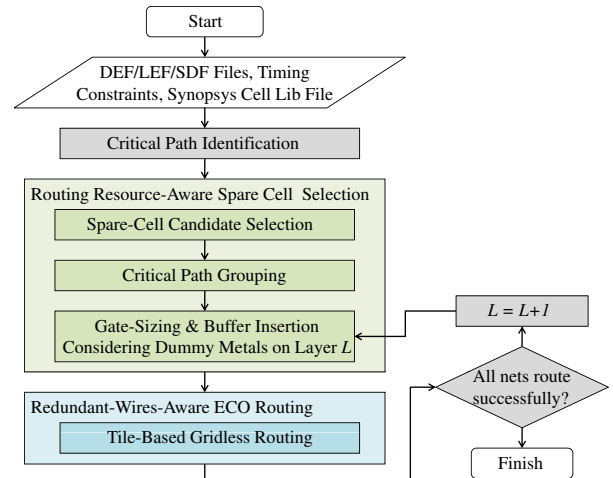 Start
DEF/LEF/SDF Files, Timing
Constraints, Synopsys Cell Lib File
Critical Path Identification
Routing Resource-Aware Spare Cell Selection
Spare-Cell Candidate Selection
Critical Path Grouping
Gate-Sizing & Buffer Insertion
Considering Dummy Metals on Layer L
Redundant-Wires-Aware ECO Routing
Tile-Based Gridless Routing
L = L+1
All nets route
successfully?
Finish